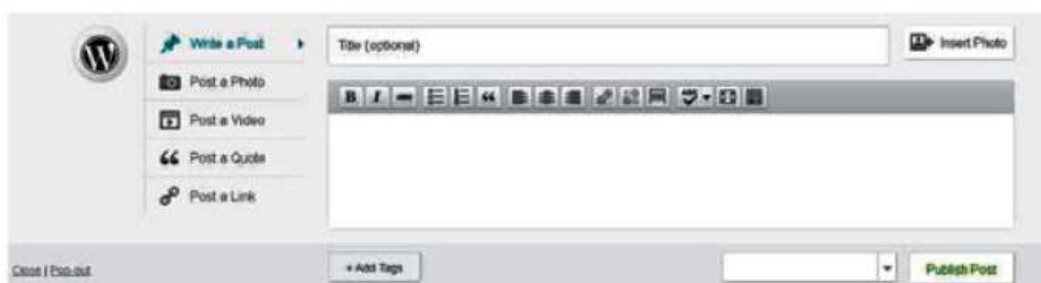 Write a Post
Title (optional)
Insert Photo
Post a Photo
B I
Post a Video
Post a Quote
Post a Link
Close | Pop-out
+ Add Tags
Publish Post